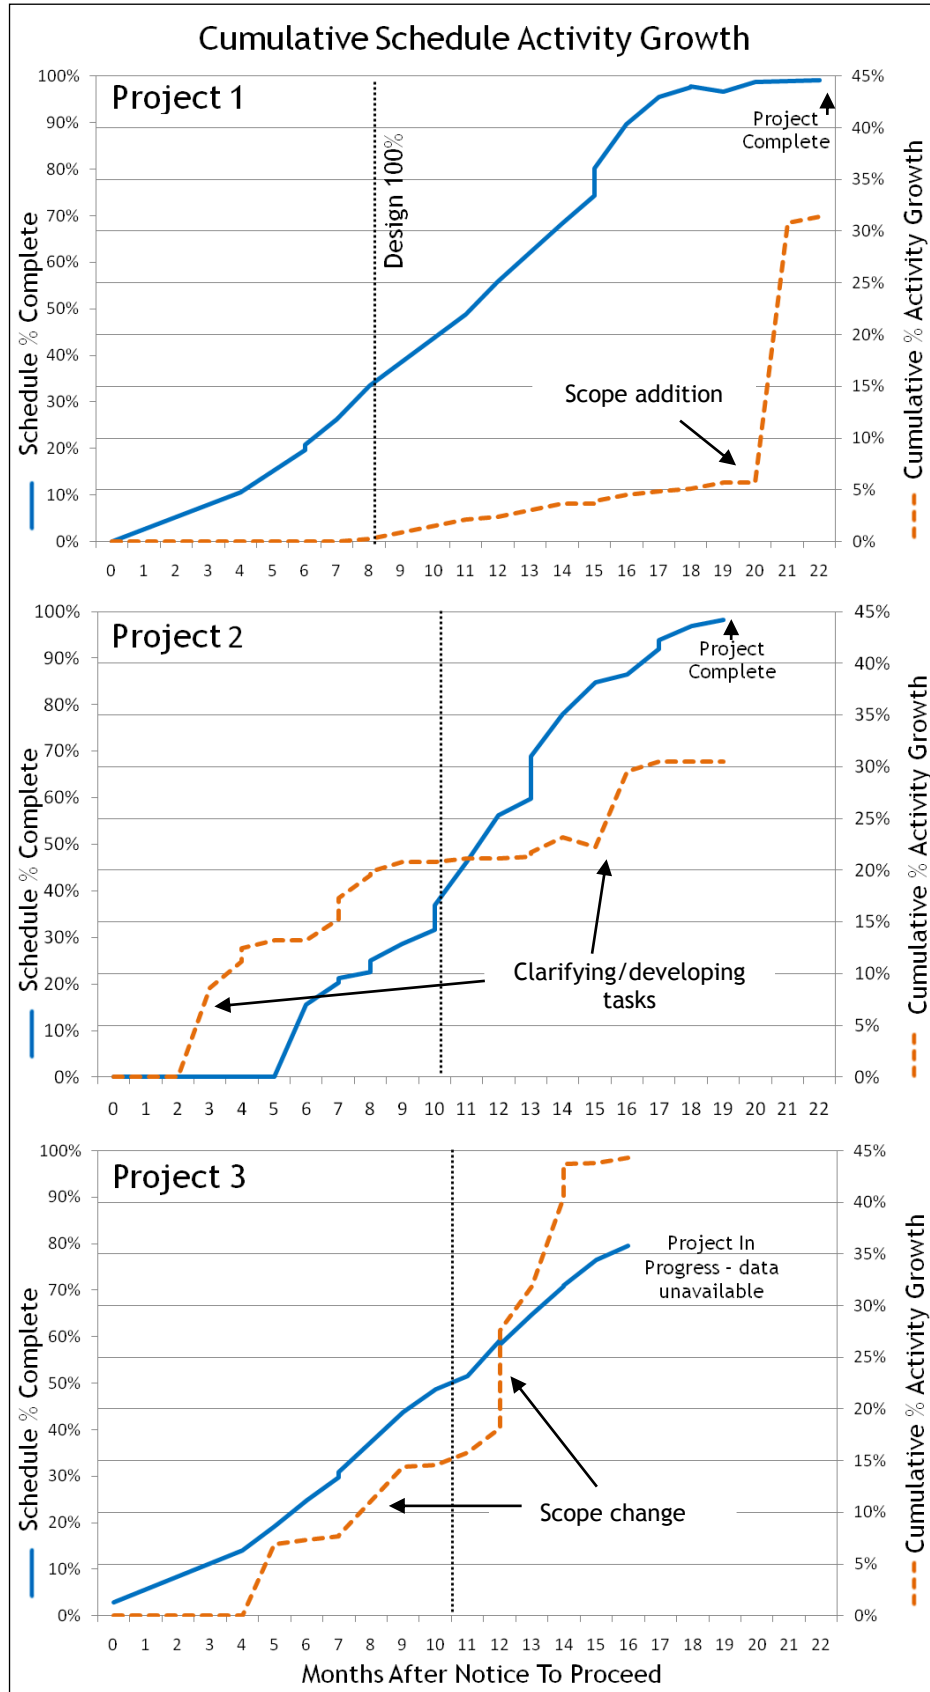 Cumulative Schedule Activity Growth
Project 1
Design 100%
Project
Complete
Scope addition
Schedule % Complete
Cumulative % Activity Growth
100%
90%
80%
70%
60%
50%
40%
30%
20%
10%
0%
45%
40%
35%
30%
25%
20%
15%
10%
5%
0%
0 1 2 3 4 5 6 7 8 9 10 11 12 13 14 15 16 17 18 19 20 21 22
Project 2
Project
Complete
Clarifying/developing
tasks
Schedule % Complete
Cumulative % Activity Growth
100%
90%
80%
70%
60%
50%
40%
30%
20%
10%
0%
45%
40%
35%
30%
25%
20%
15%
10%
5%
0%
0 1 2 3 4 5 6 7 8 9 10 11 12 13 14 15 16 17 18 19 20 21 22
Project 3
Project In
Progress - data
unavailable
Scope change
Schedule % Complete
Cumulative % Activity Growth
100%
90%
80%
70%
60%
50%
40%
30%
20%
10%
0%
45%
40%
35%
30%
25%
20%
15%
10%
5%
0%
0 1 2 3 4 5 6 7 8 9 10 11 12 13 14 15 16 17 18 19 20 21 22
Months After Notice To Proceed